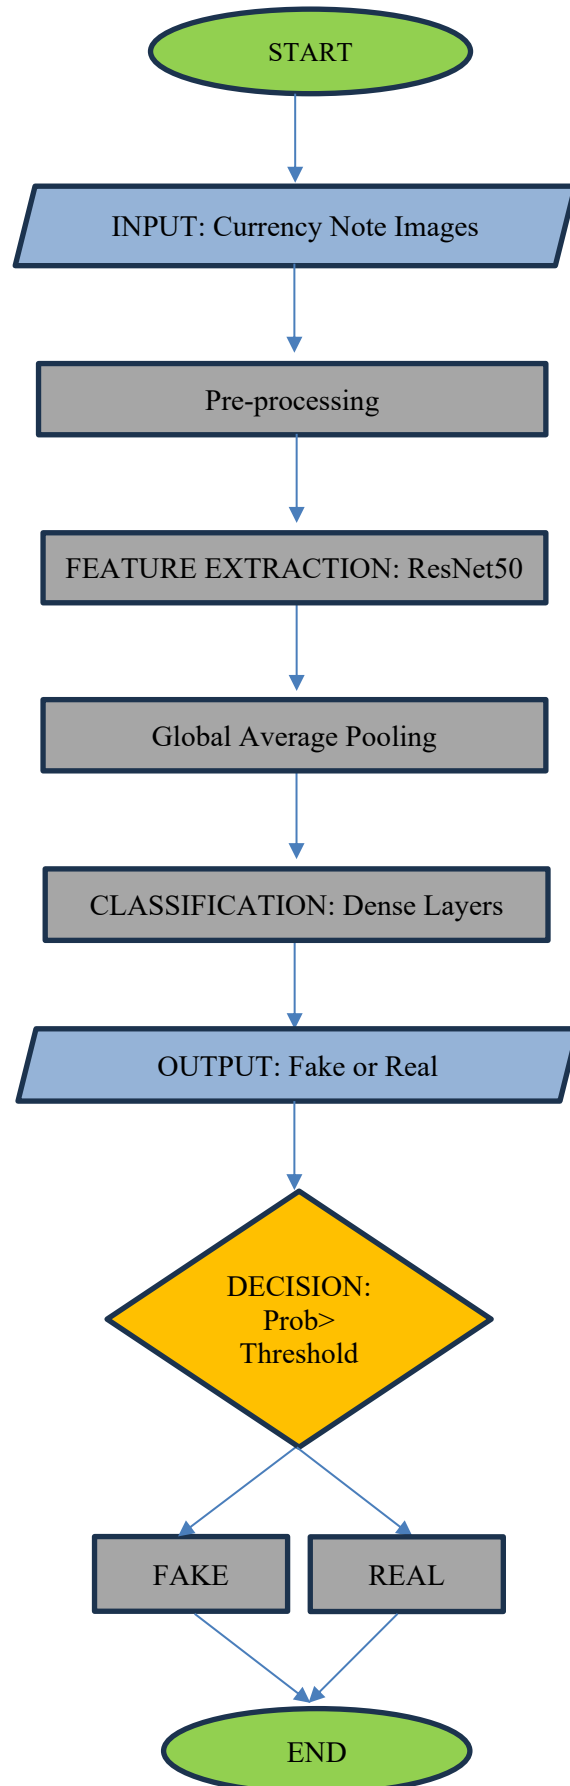 START
INPUT: Currency Note Images
Pre-processing
FEATURE EXTRACTION: ResNet50
Global Average Pooling
CLASSIFICATION: Dense Layers
OUTPUT: Fake or Real
DECISION:
Prob>
Threshold
FAKE
REAL
END